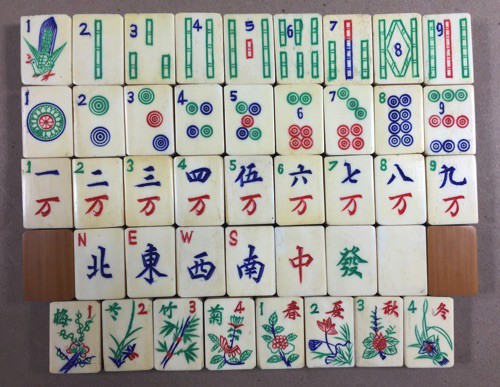 1 2 3 4 5 6 7 8 9
1 2 3 4 5 6 7 8 9
1 2 3 4 5 6 7 8 9
一 二 三 四 伍 六 七 八 九
万 万 万 万 万 万 万 万 万
N E W S
北 東 西 南 中 發
梅 1 2 竹 3 菊 4 1 春 2 夏 3 秋 4 冬